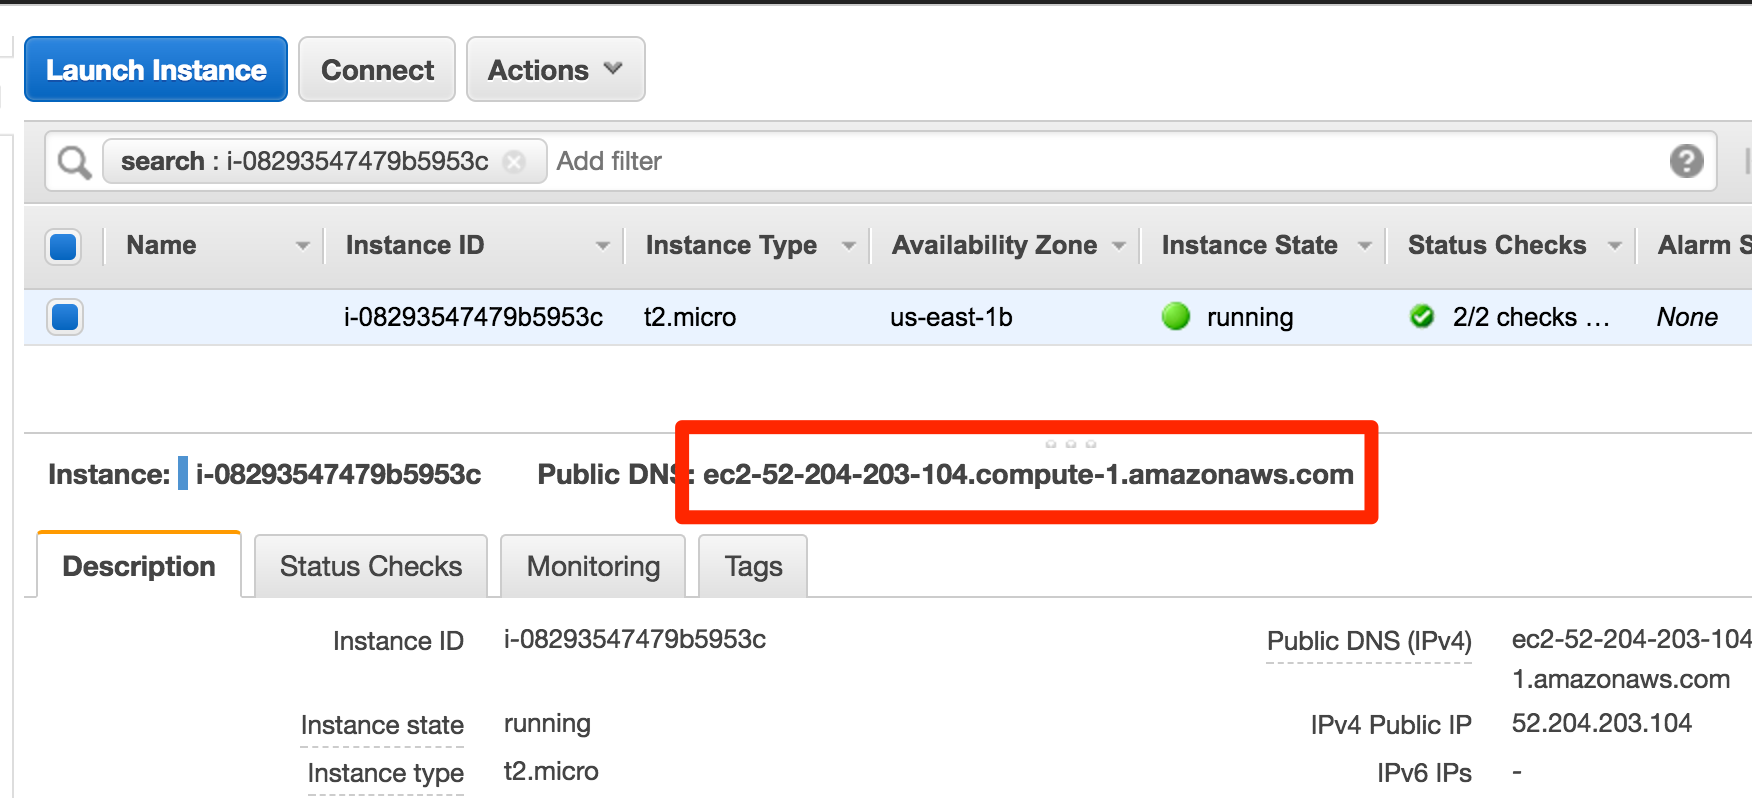 Launch Instance Connect Actions
search : i-08293547479b5953c Add filter
Name Instance ID Instance Type Availability Zone Instance State Status Checks Alarm S
i-08293547479b5953c t2.micro us-east-1b running 2/2 checks ... None
Instance: i-08293547479b5953c Public DNS: ec2-52-204-203-104.compute-1.amazonaws.com
Description Status Checks Monitoring Tags
Instance ID i-08293547479b5953c Public DNS (IPv4) ec2-52-204-203-104
1.amazonaws.com
Instance state running IPv4 Public IP 52.204.203.104
Instance type t2.micro IPv6 IPs -